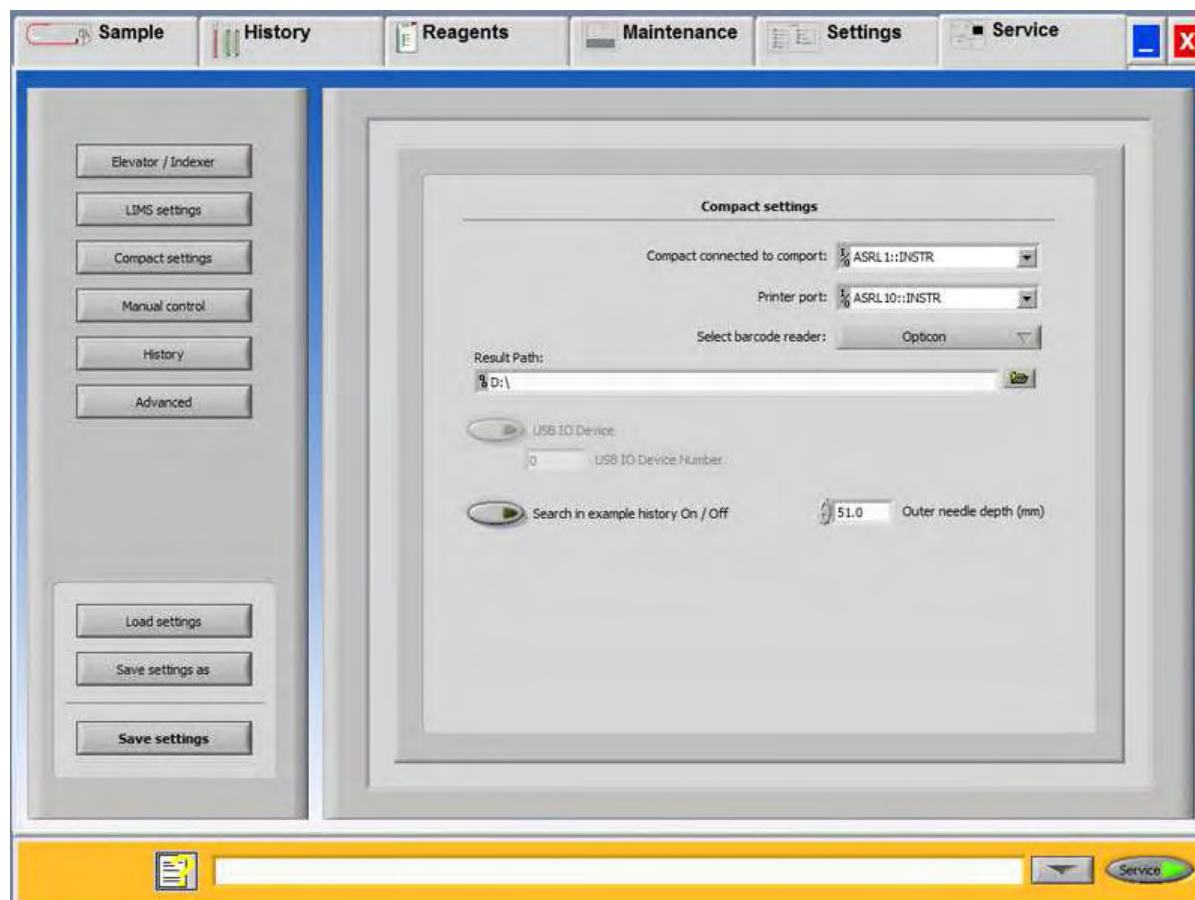 Sample History Reagents Maintenance Settings Service
Elevator / Indexer
LIMS settings
Compact settings
Manual control
History
Advanced
Load settings
Save settings as
Save settings
Compact settings
Compact connected to comport: ASRL1::INSTR
Printer port: ASRL10::INSTR
Select barcode reader: Opticon
Result Path:
D:\
USB IO Device
0 USB IO Device Number
Search in example history On / Off 51.0 Outer needle depth (mm)
Service